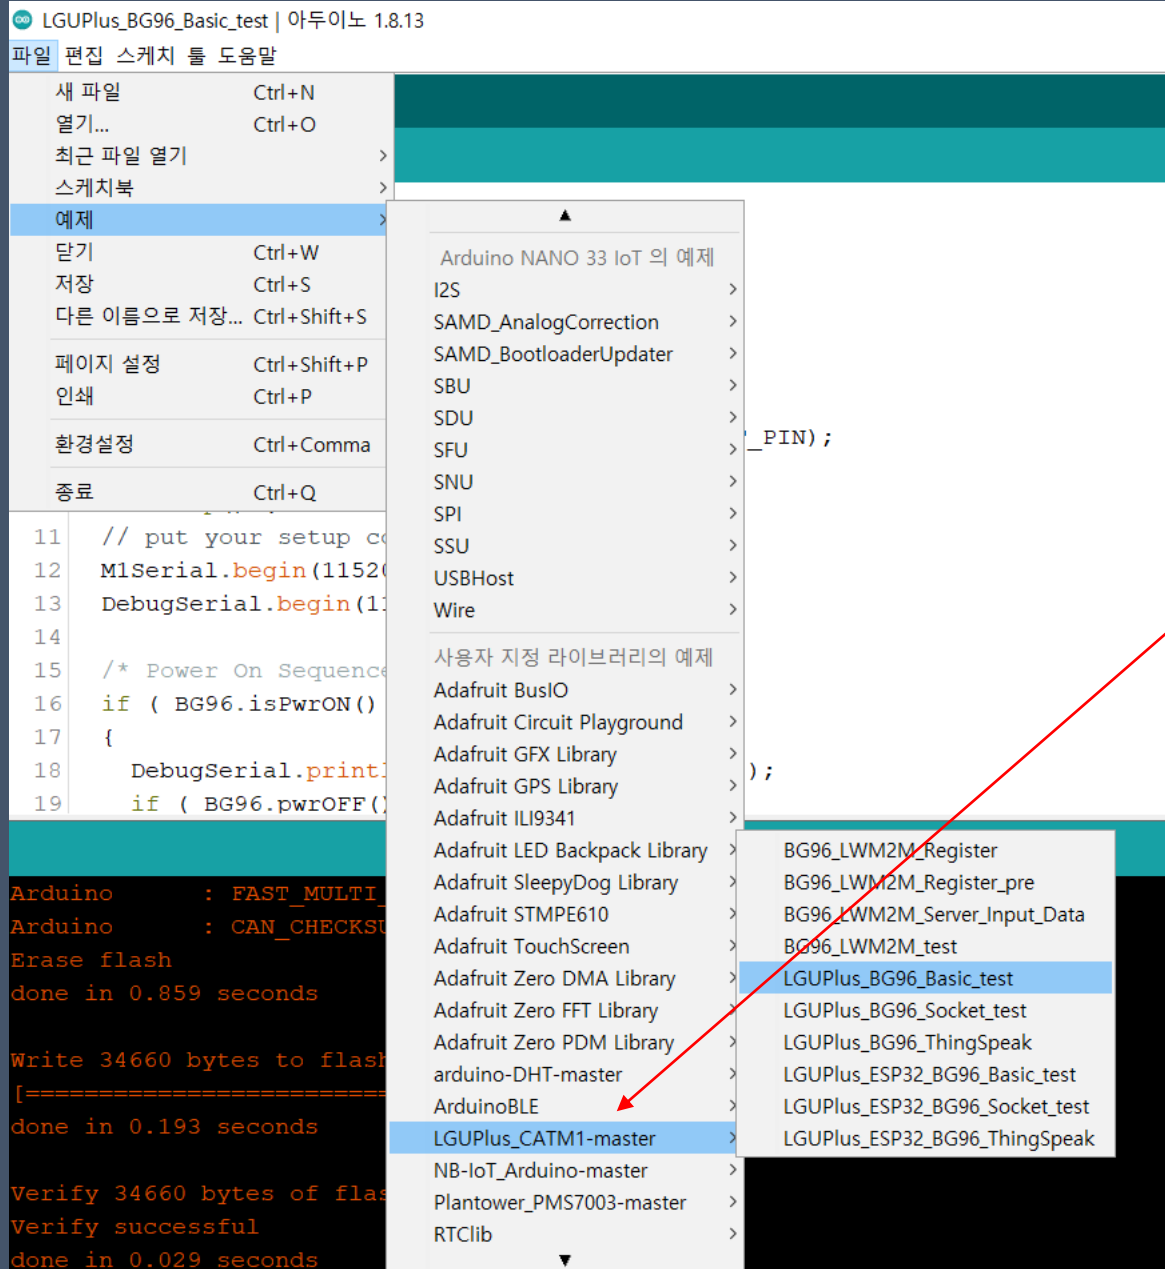 LGUPlus_BG96_Basic_test | 아두이노 1.8.13
파일 편집 스케치 툴 도움말
새 파일 Ctrl+N
열기... Ctrl+O
최근 파일 열기
스케치북
예제
닫기 Ctrl+W
저장 Ctrl+S
다른 이름으로 저장... Ctrl+Shift+S
페이지 설정 Ctrl+Shift+P
인쇄 Ctrl+P
환경설정 Ctrl+Comma
종료 Ctrl+Q
Arduino NANO 33 IoT 의 예제
I2S
SAMD_AnalogCorrection
SAMD_BootloaderUpdater
SBU
SDU
SFU
SNU
SPI
SSU
USBHost
Wire
사용자 지정 라이브러리의 예제
Adafruit BusIO
Adafruit Circuit Playground
Adafruit GFX Library
Adafruit GPS Library
Adafruit ILI9341
Adafruit LED Backpack Library
Adafruit SleepyDog Library
Adafruit STMPE610
Adafruit TouchScreen
Adafruit Zero DMA Library
Adafruit Zero FFT Library
Adafruit Zero PDM Library
arduino-DHT-master
ArduinoBLE
LGUPlus_CATM1-master
NB-IoT_Arduino-master
Plantower_PMS7003-master
RTClib
BG96_LWM2M_Register
BG96_LWM2M_Register_pre
BG96_LWM2M_Server_Input_Data
BG96_LWM2M_test
LGUPlus_BG96_Basic_test
LGUPlus_BG96_Socket_test
LGUPlus_BG96_ThingSpeak
LGUPlus_ESP32_BG96_Basic_test
LGUPlus_ESP32_BG96_Socket_test
LGUPlus_ESP32_BG96_ThingSpeak
_PIN);
11 // put your setup c
12 M1Serial.begin(1152
13 DebugSerial.begin(1
14
15 /* Power On Sequence
16 if ( BG96.isPwrON()
17 {
18 DebugSerial.print );
19 if ( BG96.pwrOFF()
Arduino : FAST_MULTI_
Arduino : CAN_CHECKSU
Erase flash
done in 0.859 seconds
Write 34660 bytes to flash
[=========================
done in 0.193 seconds
Verify 34660 bytes of flas
Verify successful
done in 0.029 seconds